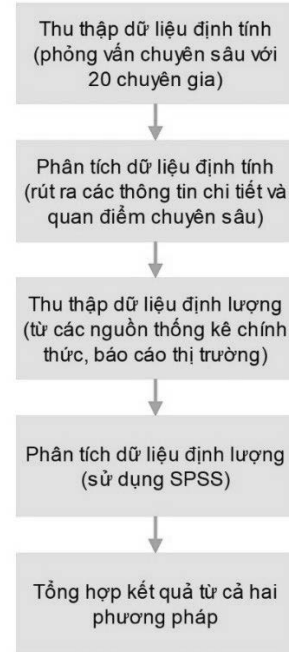 Thu thập dữ liệu định tính
(phỏng vấn chuyên sâu với
20 chuyên gia)
Phân tích dữ liệu định tính
(rút ra các thông tin chi tiết và
quan điểm chuyên sâu)
Thu thập dữ liệu định lượng
(từ các nguồn thống kê chính
thức, báo cáo thị trường)
Phân tích dữ liệu định lượng
(sử dụng SPSS)
Tổng hợp kết quả từ cả hai
phương pháp